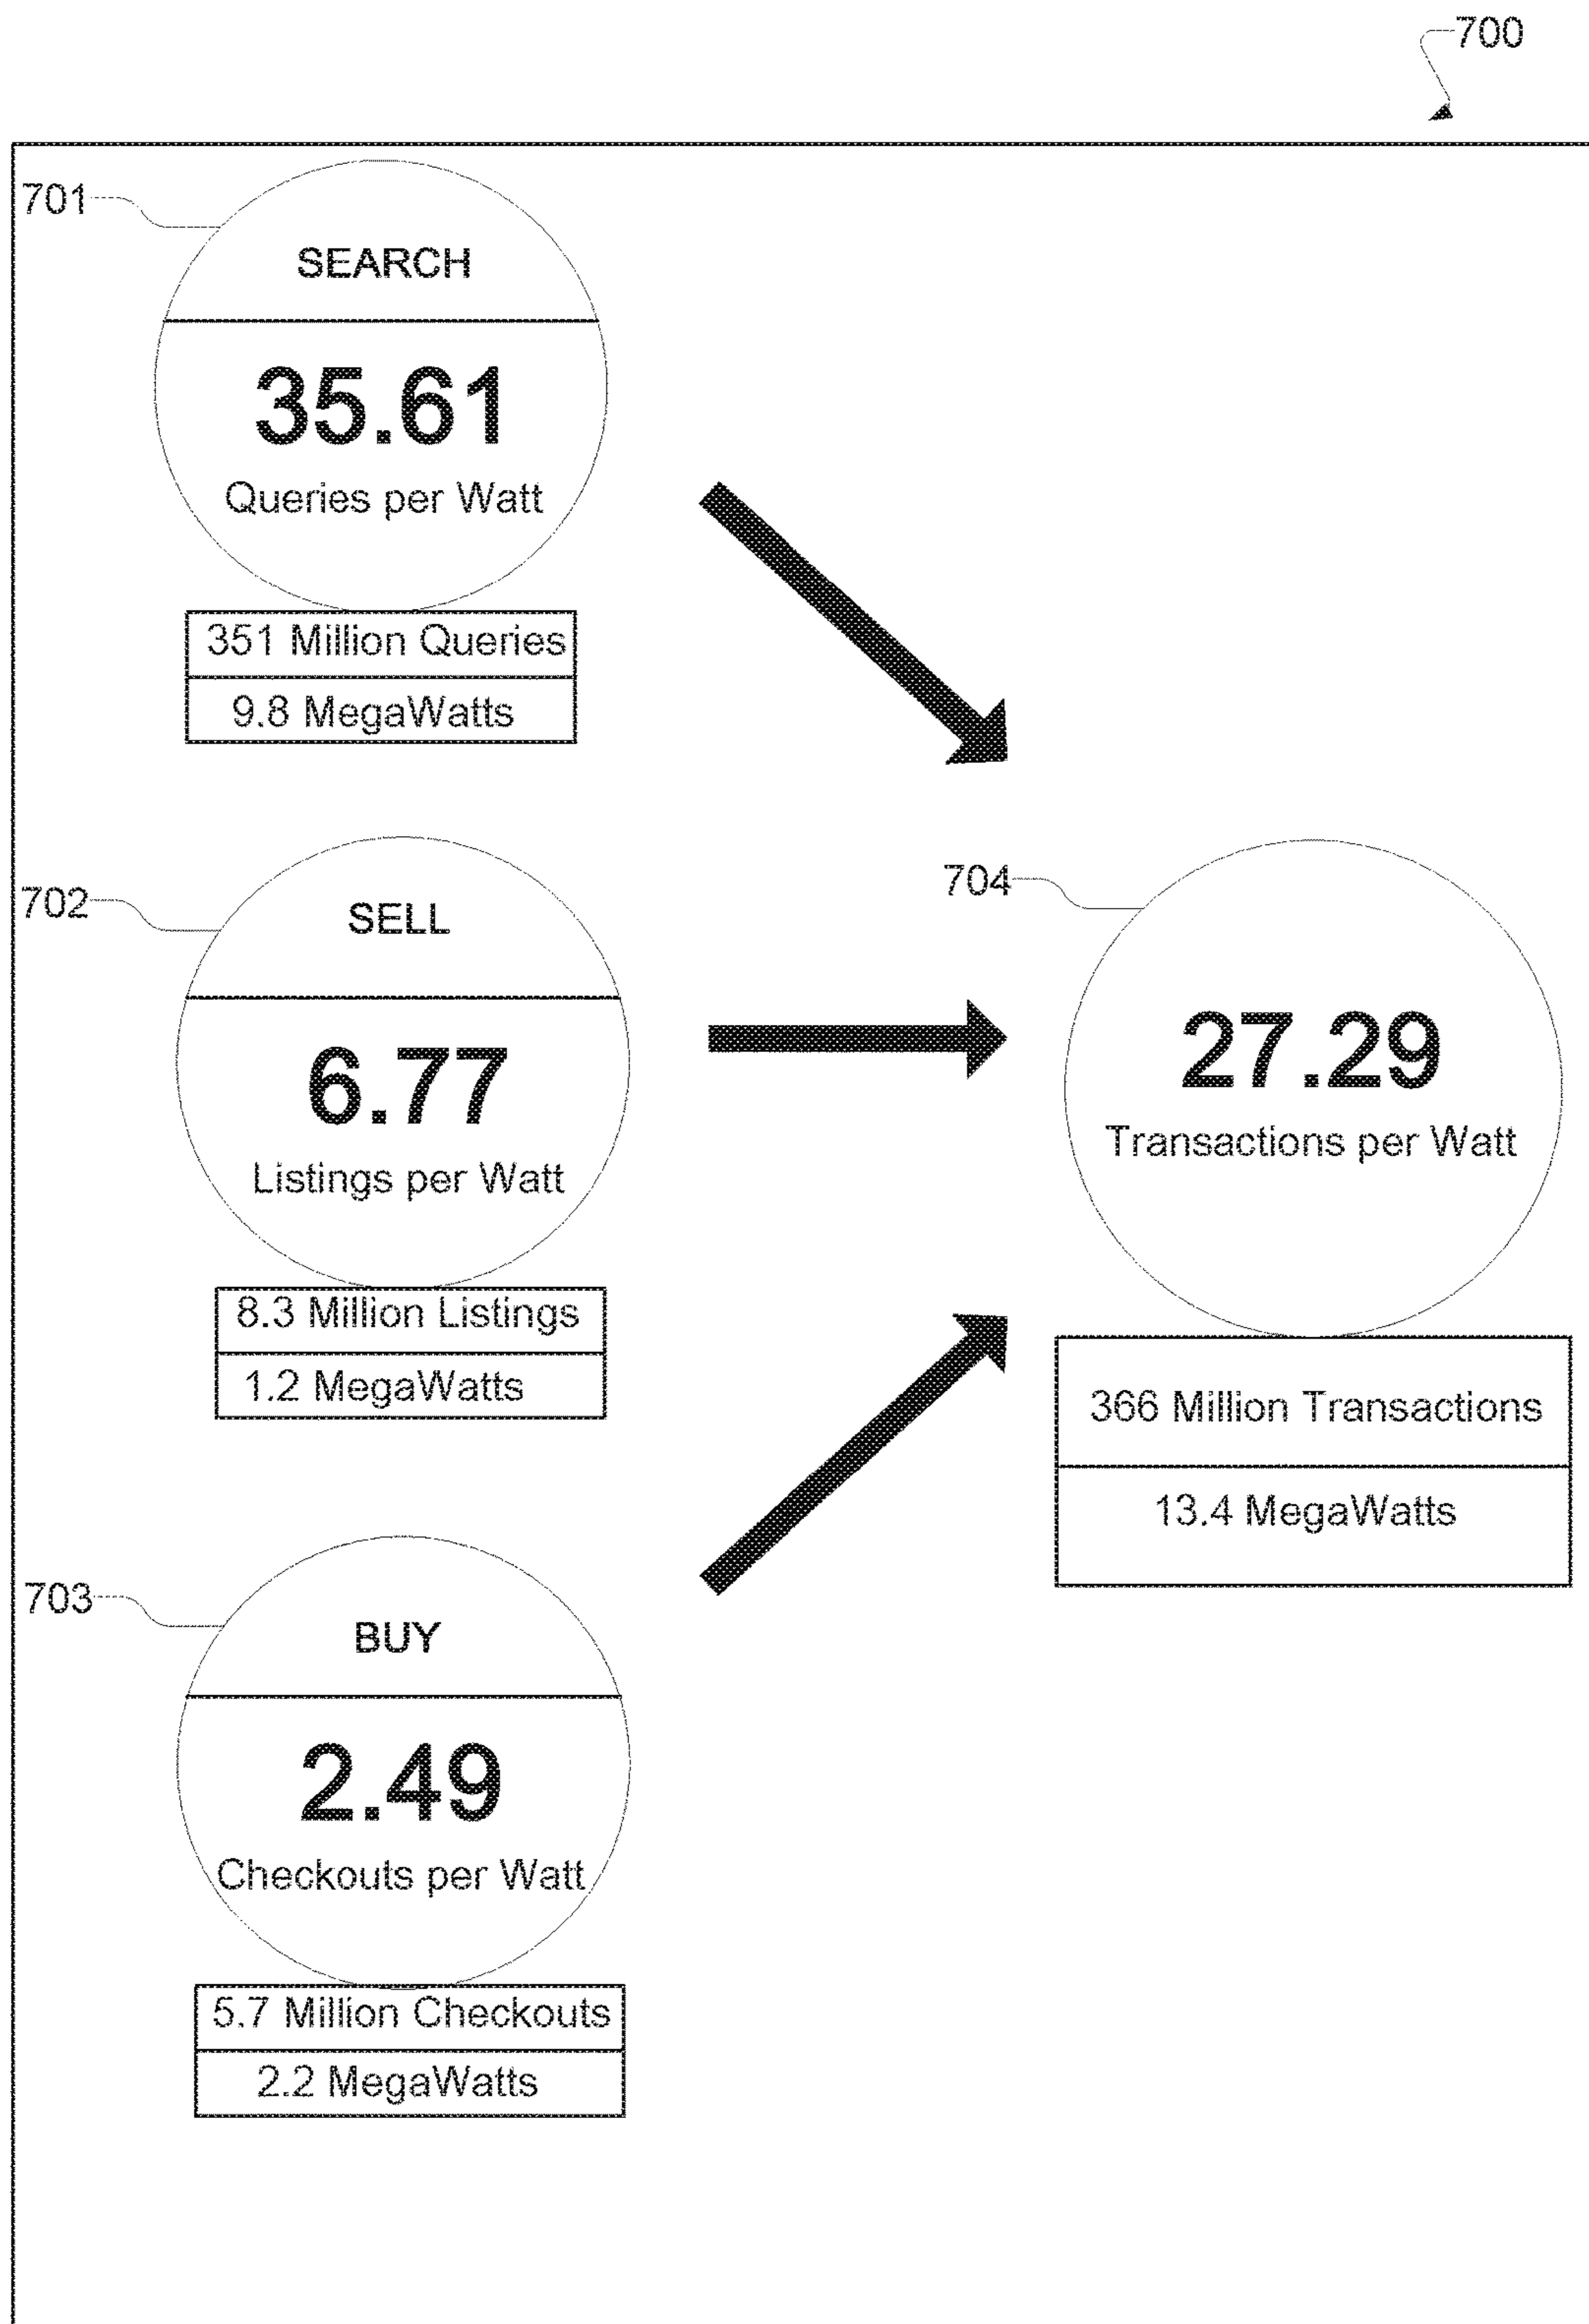 700
701
SEARCH
35.61
Queries per Watt
351 Million Queries
9.8 MegaWatts
702
SELL
6.77
Listings per Watt
8.3 Million Listings
1.2 MegaWatts
703
BUY
2.49
Checkouts per Watt
5.7 Million Checkouts
2.2 MegaWatts
704
27.29
Transactions per Watt
366 Million Transactions
13.4 MegaWatts